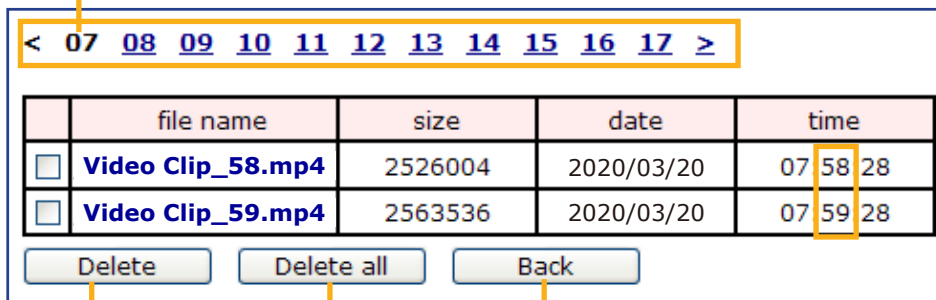 < 07 08 09 10 11 12 13 14 15 16 17 >
file name size date time
Video Clip_58.mp4 2526004 2020/03/20 07:58:28
Video Clip_59.mp4 2563536 2020/03/20 07:59:28
Delete Delete all Back